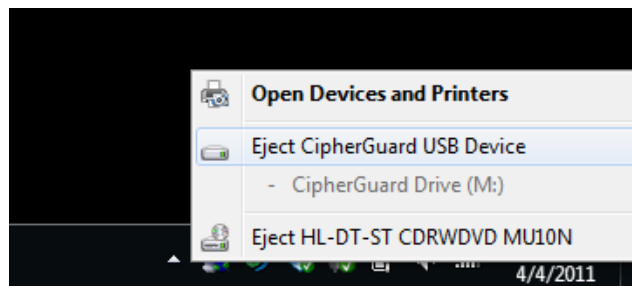 Open Devices and Printers
Eject CipherGuard USB Device
- CipherGuard Drive (M:)
Eject HL-DT-ST CDRWDVD MU10N
4/4/2011